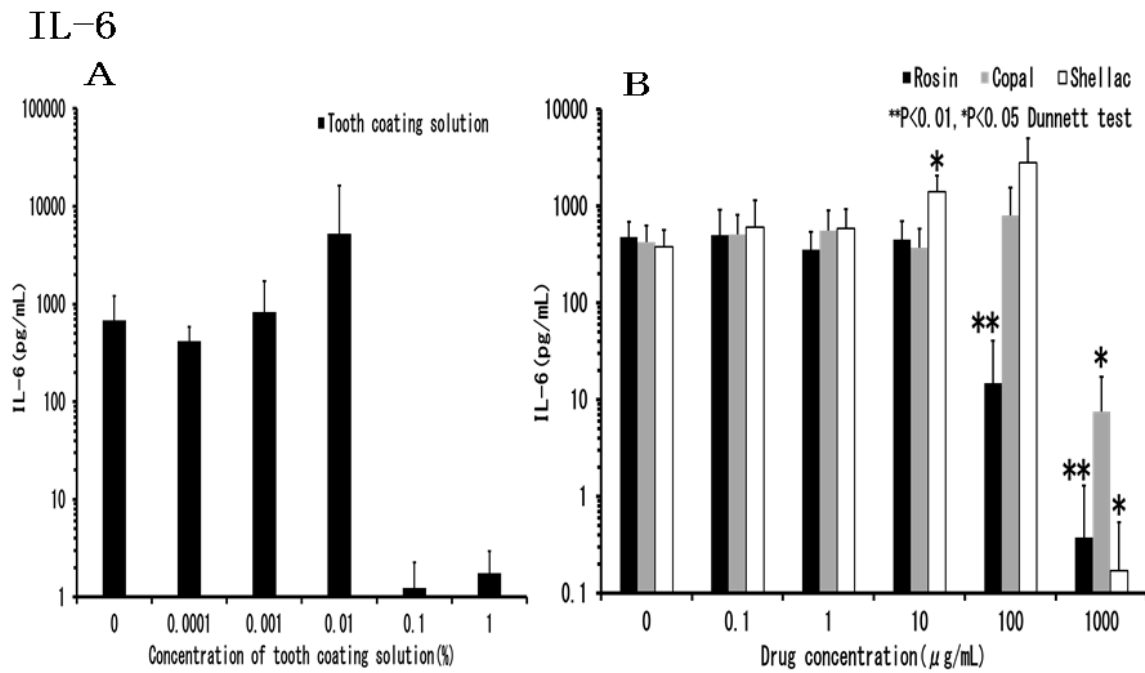 IL-6
A
100000
10000
1000
100
10
1
IL-6(pg/mL)
Tooth coating solution
0 0.0001 0.001 0.01 0.1 1
Concentration of tooth coating solution(%)
B
Rosin Copal Shellac
**P<0.01,*P<0.05 Dunnett test
10000
1000
100
10
1
0.1
IL-6(pg/mL)
*
**
*
**
*
0 0.1 1 10 100 1000
Drug concentration(μg/mL)